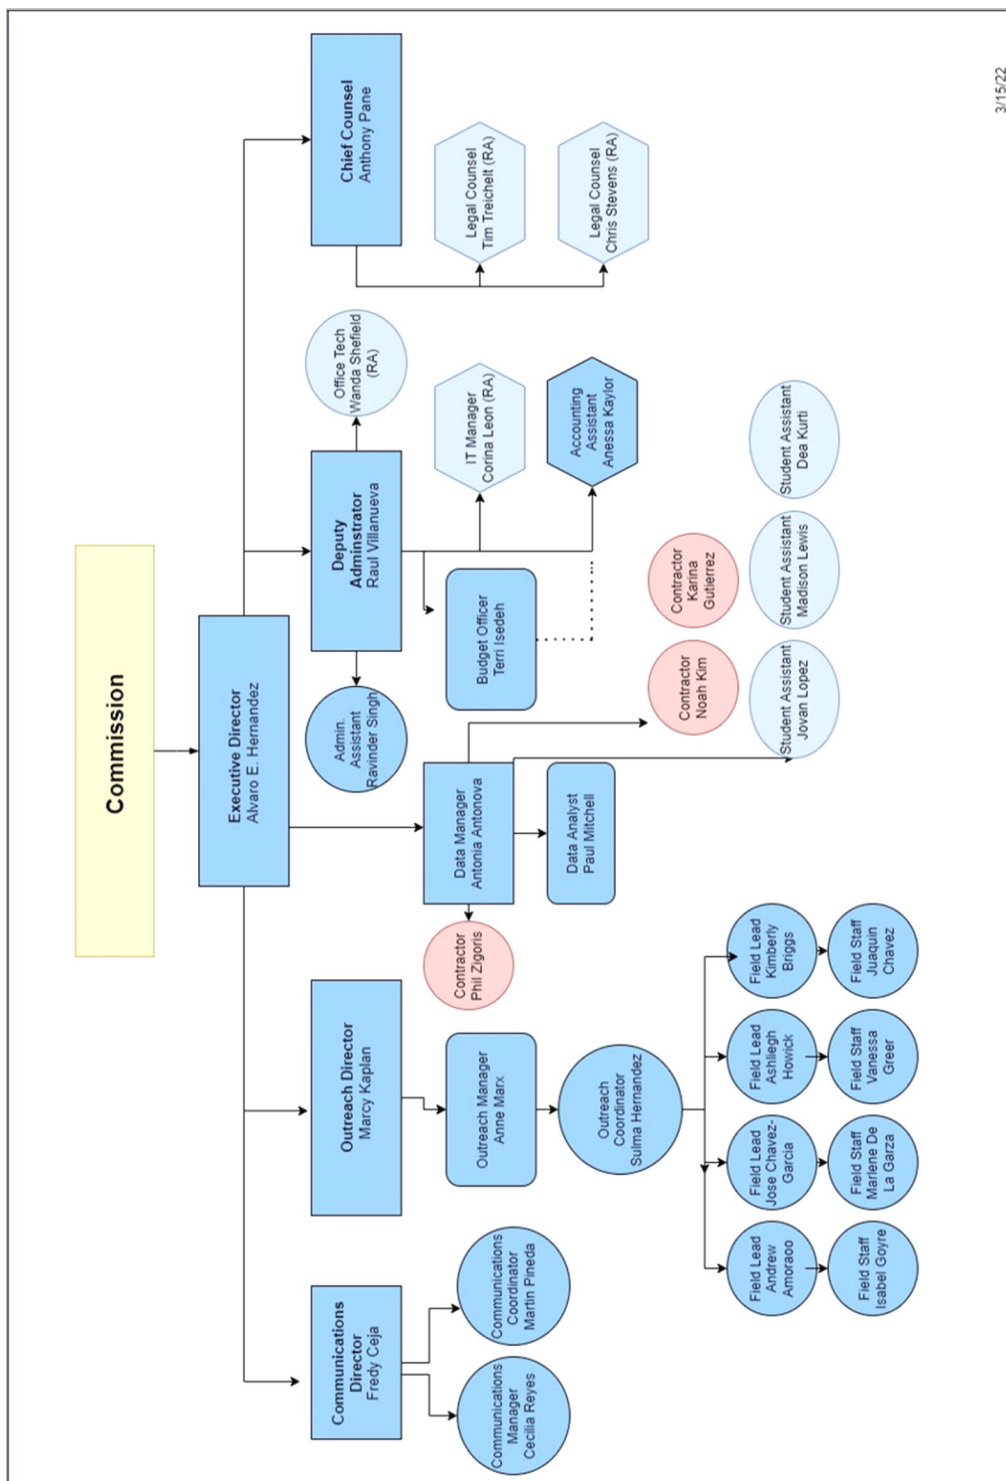 Commission
Executive Director
Alvaro E. Hernandez
Communications
Director
Fredy Ceja
Outreach Director
Marcy Kaplan
Deputy
Adminstrator
Raul Villanueva
Chief Counsel
Anthony Pane
Admin.
Assistant
Ravinder Singh
Office Tech
Wanda Shefield
(RA)
Communications
Manager
Cecilia Reyes
Communications
Coordinator
Martin Pineda
Outreach Manager
Anne Marx
Contractor
Phil Zigoris
Data Manager
Antonia Antonova
Budget Officer
Terri Isedeh
IT Manager
Corina Leon (RA)
Legal Counsel
Tim Treichelt (RA)
Outreach
Coordinator
Sulma Hernandez
Data Analyst
Paul Mitchell
Accounting
Assistant
Anessa Kaylor
Legal Counsel
Chris Stevens (RA)
Contractor
Noah Kim
Contractor
Karina
Gutierrez
Field Lead
Andrew
Amoraoo
Field Lead
Jose Chavez-
Garcia
Field Lead
Ashliegh
Howick
Field Lead
Kimberly
Briggs
Student Assistant
Jovan Lopez
Student Assistant
Madison Lewis
Student Assistant
Dea Kurti
Field Staff
Isabel Goyre
Field Staff
Marlene De
La Garza
Field Staff
Vanessa
Greer
Field Staff
Juaquin
Chavez
3/15/22